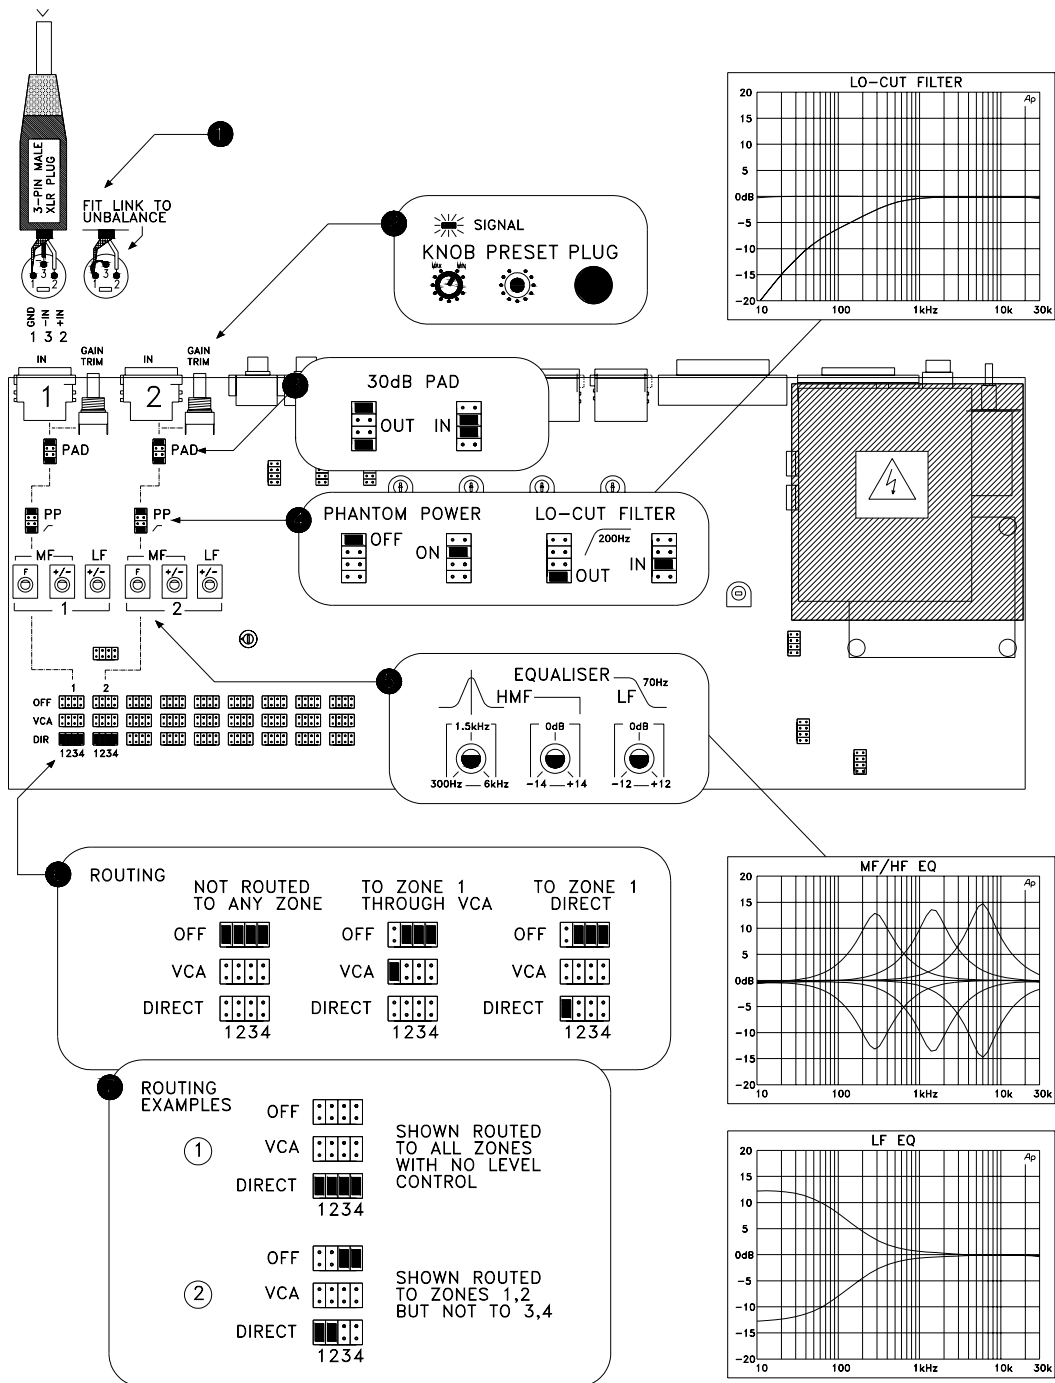 3-PIN MALE
XLR PLUG
1
FIT LINK TO
UNBALANCE
3
1 2
3
1 2
GND
-IN
+IN
1 3 2
SIGNAL
KNOB PRESET PLUG
MAX MIN
IN
GAIN
TRIM
IN
GAIN
TRIM
1
2
PAD
PAD
30dB PAD
OUT
IN
PP
PP
PHANTOM POWER
OFF
ON
LO-CUT FILTER
200Hz
OUT
IN
MF
LF
MF
LF
F
+/-
+/-
F
+/-
+/-
1
2
1
2
OFF
VCA
DIR
1234
1234
EQUALISER
HMF
LF
70Hz
1.5kHz
300Hz
6kHz
0dB
-14
+14
0dB
-12
+12
ROUTING
NOT ROUTED
TO ANY ZONE
OFF
VCA
DIRECT
1234
TO ZONE 1
THROUGH VCA
OFF
VCA
DIRECT
1234
TO ZONE 1
DIRECT
OFF
VCA
DIRECT
1234
ROUTING
EXAMPLES
1
OFF
VCA
DIRECT
1234
SHOWN ROUTED
TO ALL ZONES
WITH NO LEVEL
CONTROL
2
OFF
VCA
DIRECT
1234
SHOWN ROUTED
TO ZONES 1,2
BUT NOT TO 3,4
LO-CUT FILTER
Ap
20
15
10
5
0dB
-5
-10
-15
-20
10 100 1kHz 10k 30k
MF/HF EQ
Ap
20
15
10
5
0dB
-5
-10
-15
-20
10 100 1kHz 10k 30k
LF EQ
Ap
20
15
10
5
0dB
-5
-10
-15
-20
10 100 1kHz 10k 30k